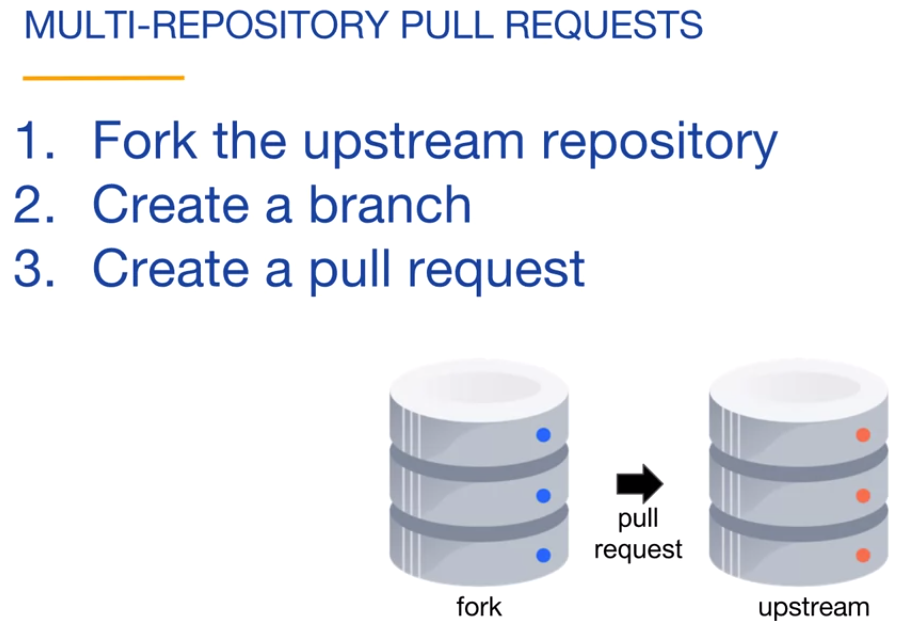 MULTI-REPOSITORY PULL REQUESTS
1. Fork the upstream repository
2. Create a branch
3. Create a pull request
pull
request
fork
upstream